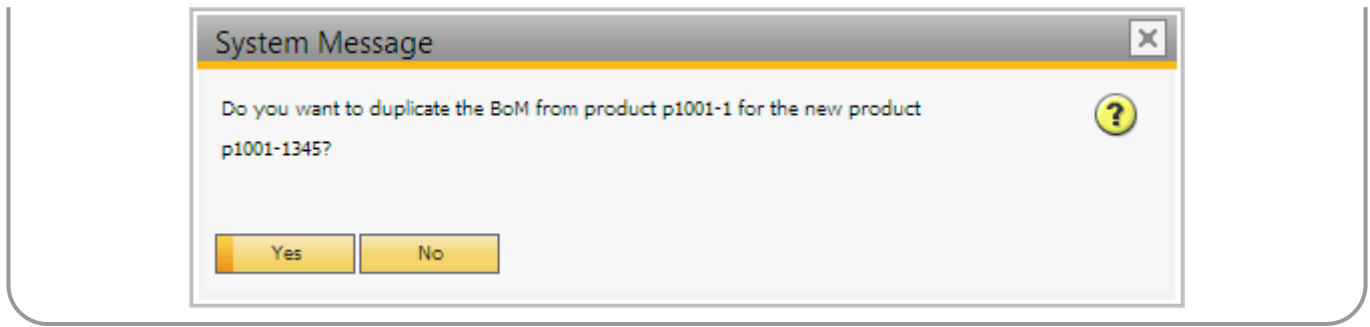 System Message
Do you want to duplicate the BoM from product p1001-1 for the new product
p1001-1345?
Yes No